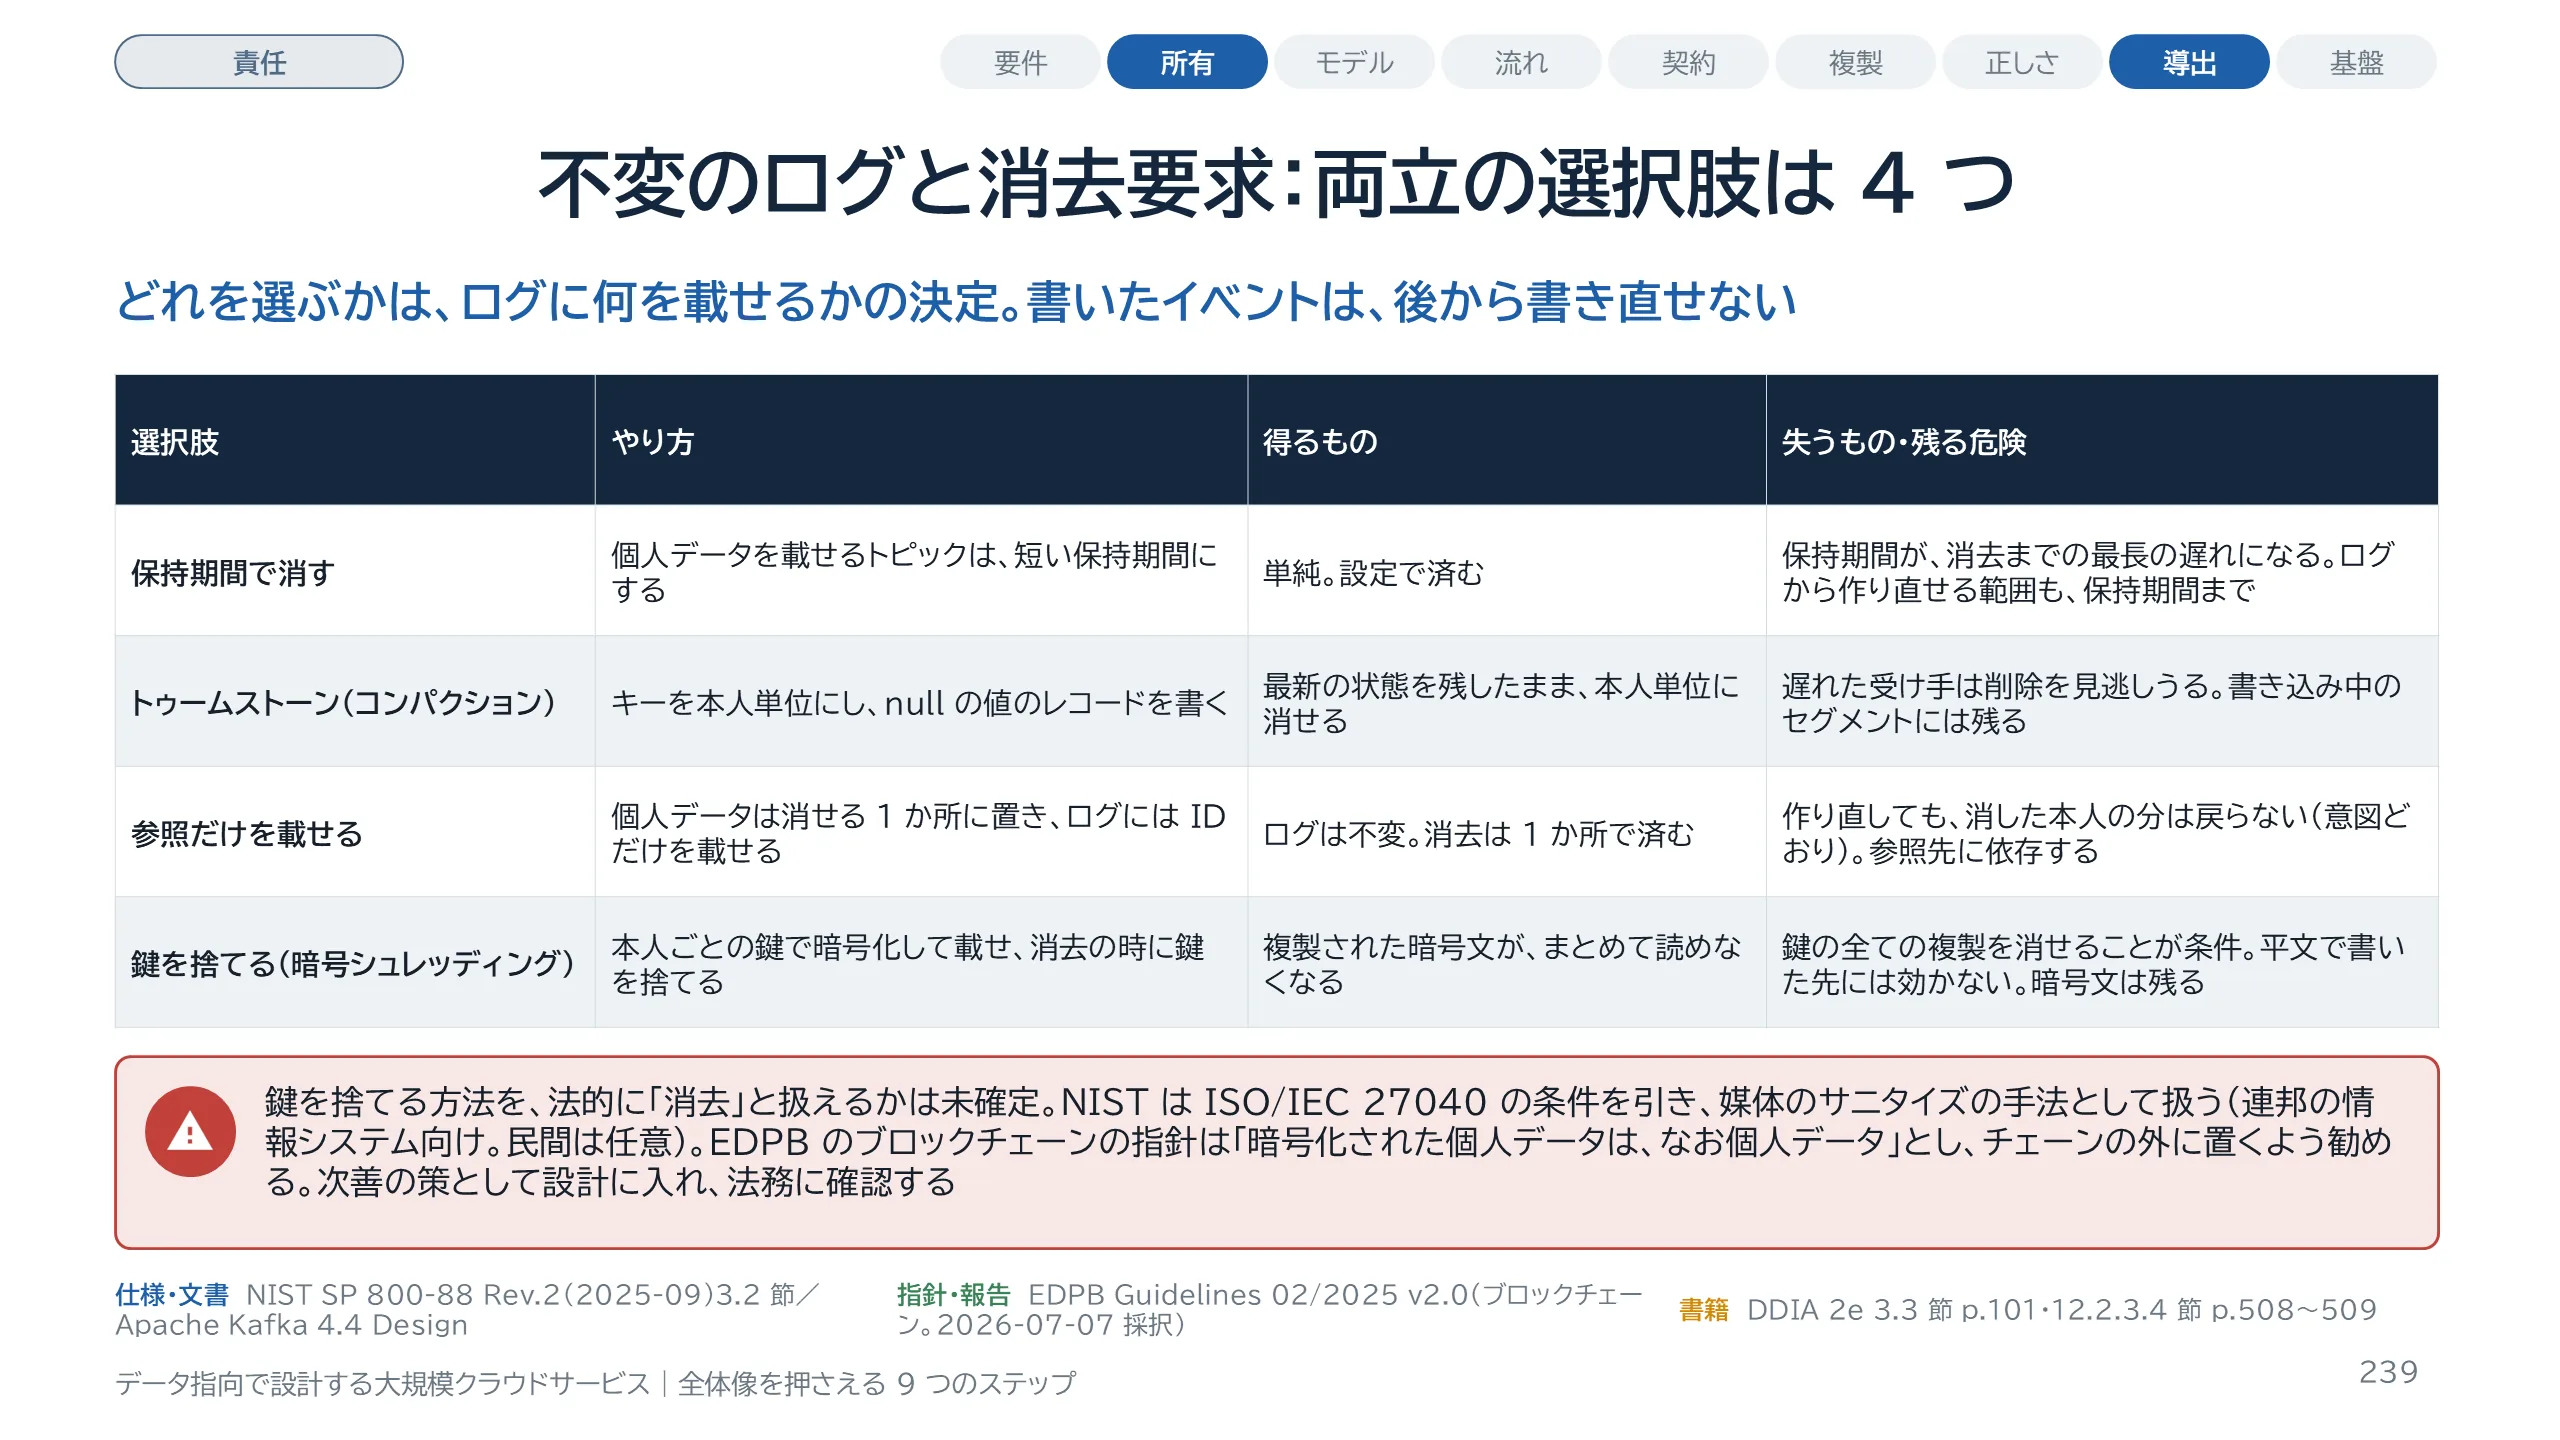 責任
要件
所有
モデル
流れ
契約
複製
正しさ
導出
基盤
不変のログと消去要求:両立の選択肢は 4 つ
どれを選ぶかは、ログに何を載せるかの決定。書いたイベントは、後から書き直せない
選択肢
やり方
得るもの
失うもの・残る危険
保持期間で消す
個人データを載せるトピックは、短い保持期間に
する
単純。設定で済む
保持期間が、消去までの最長の遅れになる。ログ
から作り直せる範囲も、保持期間まで
トゥームストーン(コンパクション)
キーを本人単位にし、null の値のレコードを書く
最新の状態を残したまま、本人単位に
消せる
遅れた受け手は削除を見逃しうる。書き込み中の
セグメントには残る
参照だけを載せる
個人データは消せる 1 か所に置き、ログには ID
だけを載せる
ログは不変。消去は 1 か所で済む
作り直しても、消した本人の分は戻らない(意図ど
おり)。参照先に依存する
鍵を捨てる(暗号シュレッディング)
本人ごとの鍵で暗号化して載せ、消去の時に鍵
を捨てる
複製された暗号文が、まとめて読めな
くなる
鍵の全ての複製を消せることが条件。平文で書い
た先には効かない。暗号文は残る
鍵を捨てる方法を、法的に「消去」と扱えるかは未確定。NIST は ISO/IEC 27040 の条件を引き、媒体のサニタイズの手法として扱う(連邦の情
報システム向け。民間は任意)。EDPB のブロックチェーンの指針は「暗号化された個人データは、なお個人データ」とし、チェーンの外に置くよう勧め
る。次善の策として設計に入れ、法務に確認する
仕様・文書 NIST SP 800-88 Rev.2(2025-09)3.2 節／
Apache Kafka 4.4 Design
指針・報告 EDPB Guidelines 02/2025 v2.0(ブロックチェー
ン。2026-07-07 採択)
書籍 DDIA 2e 3.3 節 p.101・12.2.3.4 節 p.508～509
データ指向で設計する大規模クラウドサービス｜全体像を押さえる 9 つのステップ
239